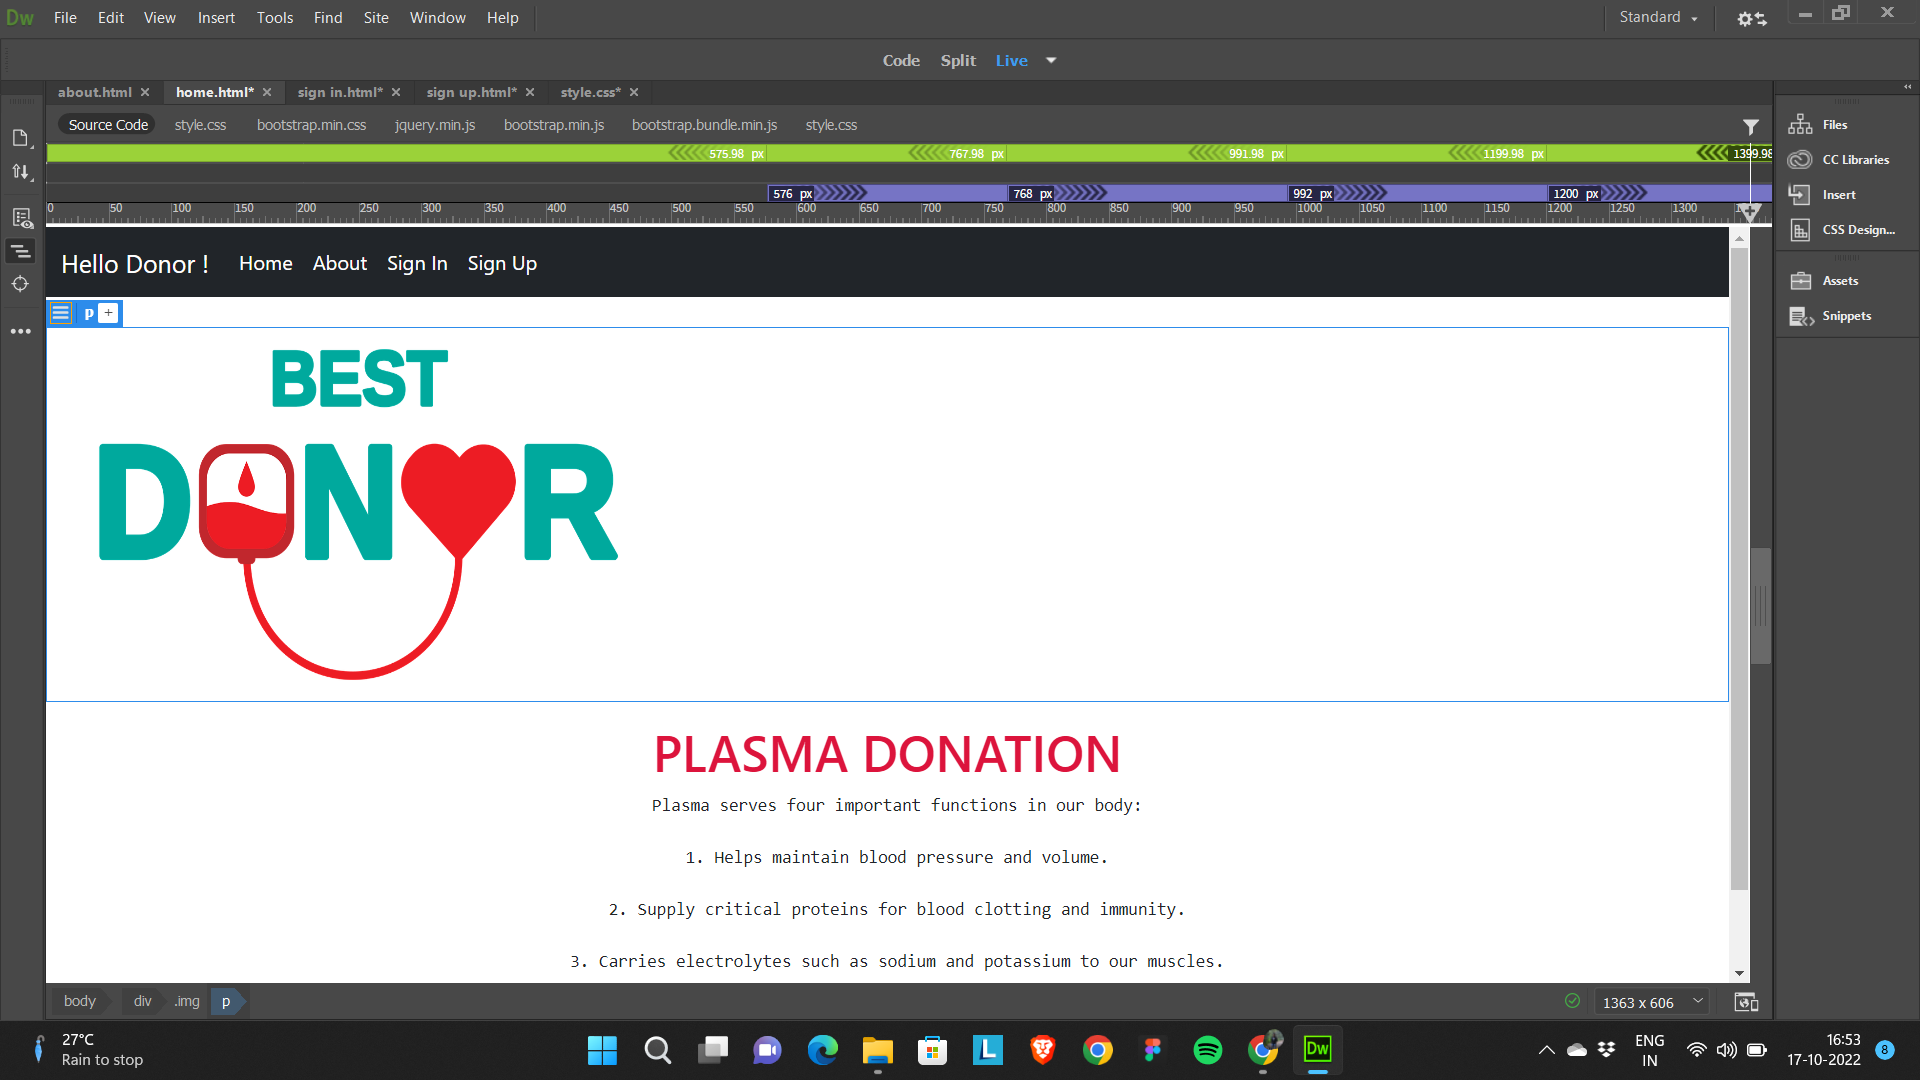 Dw File Edit View Insert Tools Find Site Window Help Standard
Code Split Live
about.html home.html* sign in.html* sign up.html* style.css*
Source Code style.css bootstrap.min.css jquery.min.js bootstrap.min.js bootstrap.bundle.min.js style.css
575.98 px 767.98 px 991.98 px 1199.98 px 1399.98
576 px 768 px 992 px 1200 px
0 50 100 150 200 250 300 350 400 450 500 550 600 650 700 750 800 850 900 950 1000 1050 1100 1150 1200 1250 1300
Files
CC Libraries
Insert
CSS Design...
Assets
Snippets
Hello Donor ! Home About Sign In Sign Up
p +
BEST
DONOR
PLASMA DONATION
Plasma serves four important functions in our body:
1. Helps maintain blood pressure and volume.
2. Supply critical proteins for blood clotting and immunity.
3. Carries electrolytes such as sodium and potassium to our muscles.
body div .img p 1363 x 606
27°C
Rain to stop
L
Dw
ENG
IN
16:53
17-10-2022
8